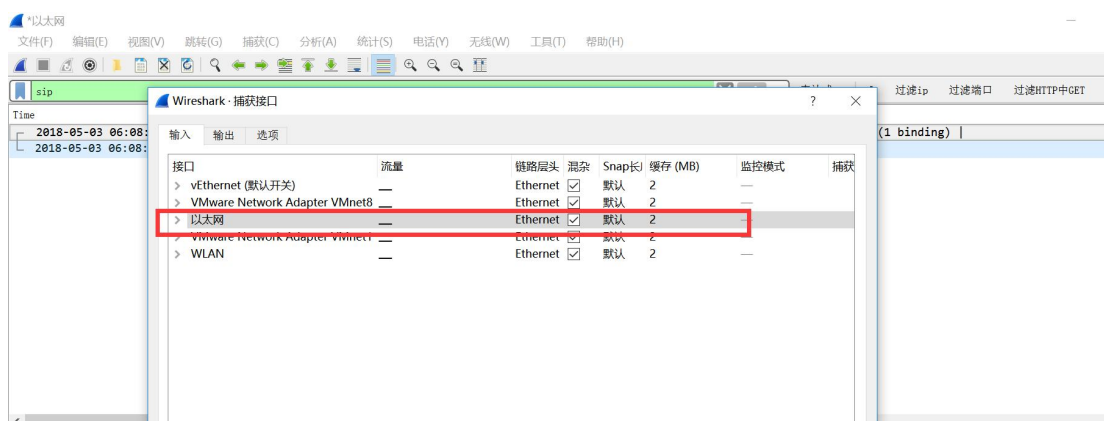 *以太网
文件(F) 编辑(E) 视图(V) 跳转(G) 捕获(C) 分析(A) 统计(S) 电话(Y) 无线(W) 工具(T) 帮助(H)
sip 过滤ip 过滤端口 过滤HTTP中GET
Time
2018-05-03 06:08: (1 binding) |
2018-05-03 06:08:
Wireshark · 捕获接口 ?
输入 输出 选项
接口 流量 链路层头 混杂 Snap长 缓存 (MB) 监控模式 捕获
vEthernet (默认开关) Ethernet 默认 2 —
VMware Network Adapter VMnet8 Ethernet 默认 2 —
以太网 Ethernet 默认 2 —
VMware Network Adapter VMnet1 Ethernet 默认 2 —
WLAN Ethernet 默认 2 —